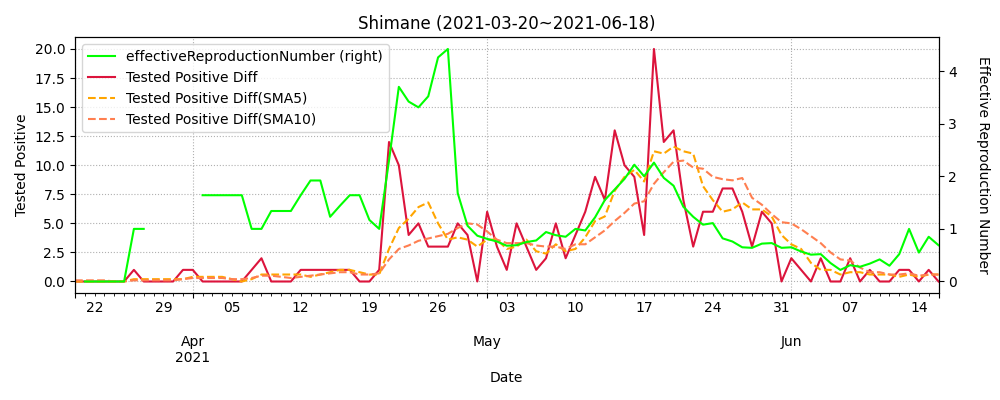 Shimane (2021-03-20~2021-06-18)
effectiveReproductionNumber (right)
Tested Positive Diff
Tested Positive Diff(SMA5)
Tested Positive Diff(SMA10)
Tested Positive
20.0
17.5
15.0
12.5
10.0
7.5
5.0
2.5
0.0
4
3
2
1
0
Effective Reproduction Number
22 29 05 12 19 26 03 10 17 24 31 07 14
Apr May Jun
2021
Date